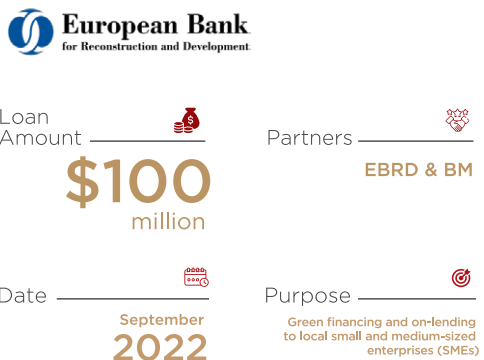 European Bank
for Reconstruction and Development
Loan
Amount
$100
million
Partners
EBRD & BM
Date
September
2022
Purpose
Green financing and on-lending
to local small and medium-sized
enterprises (SMEs)